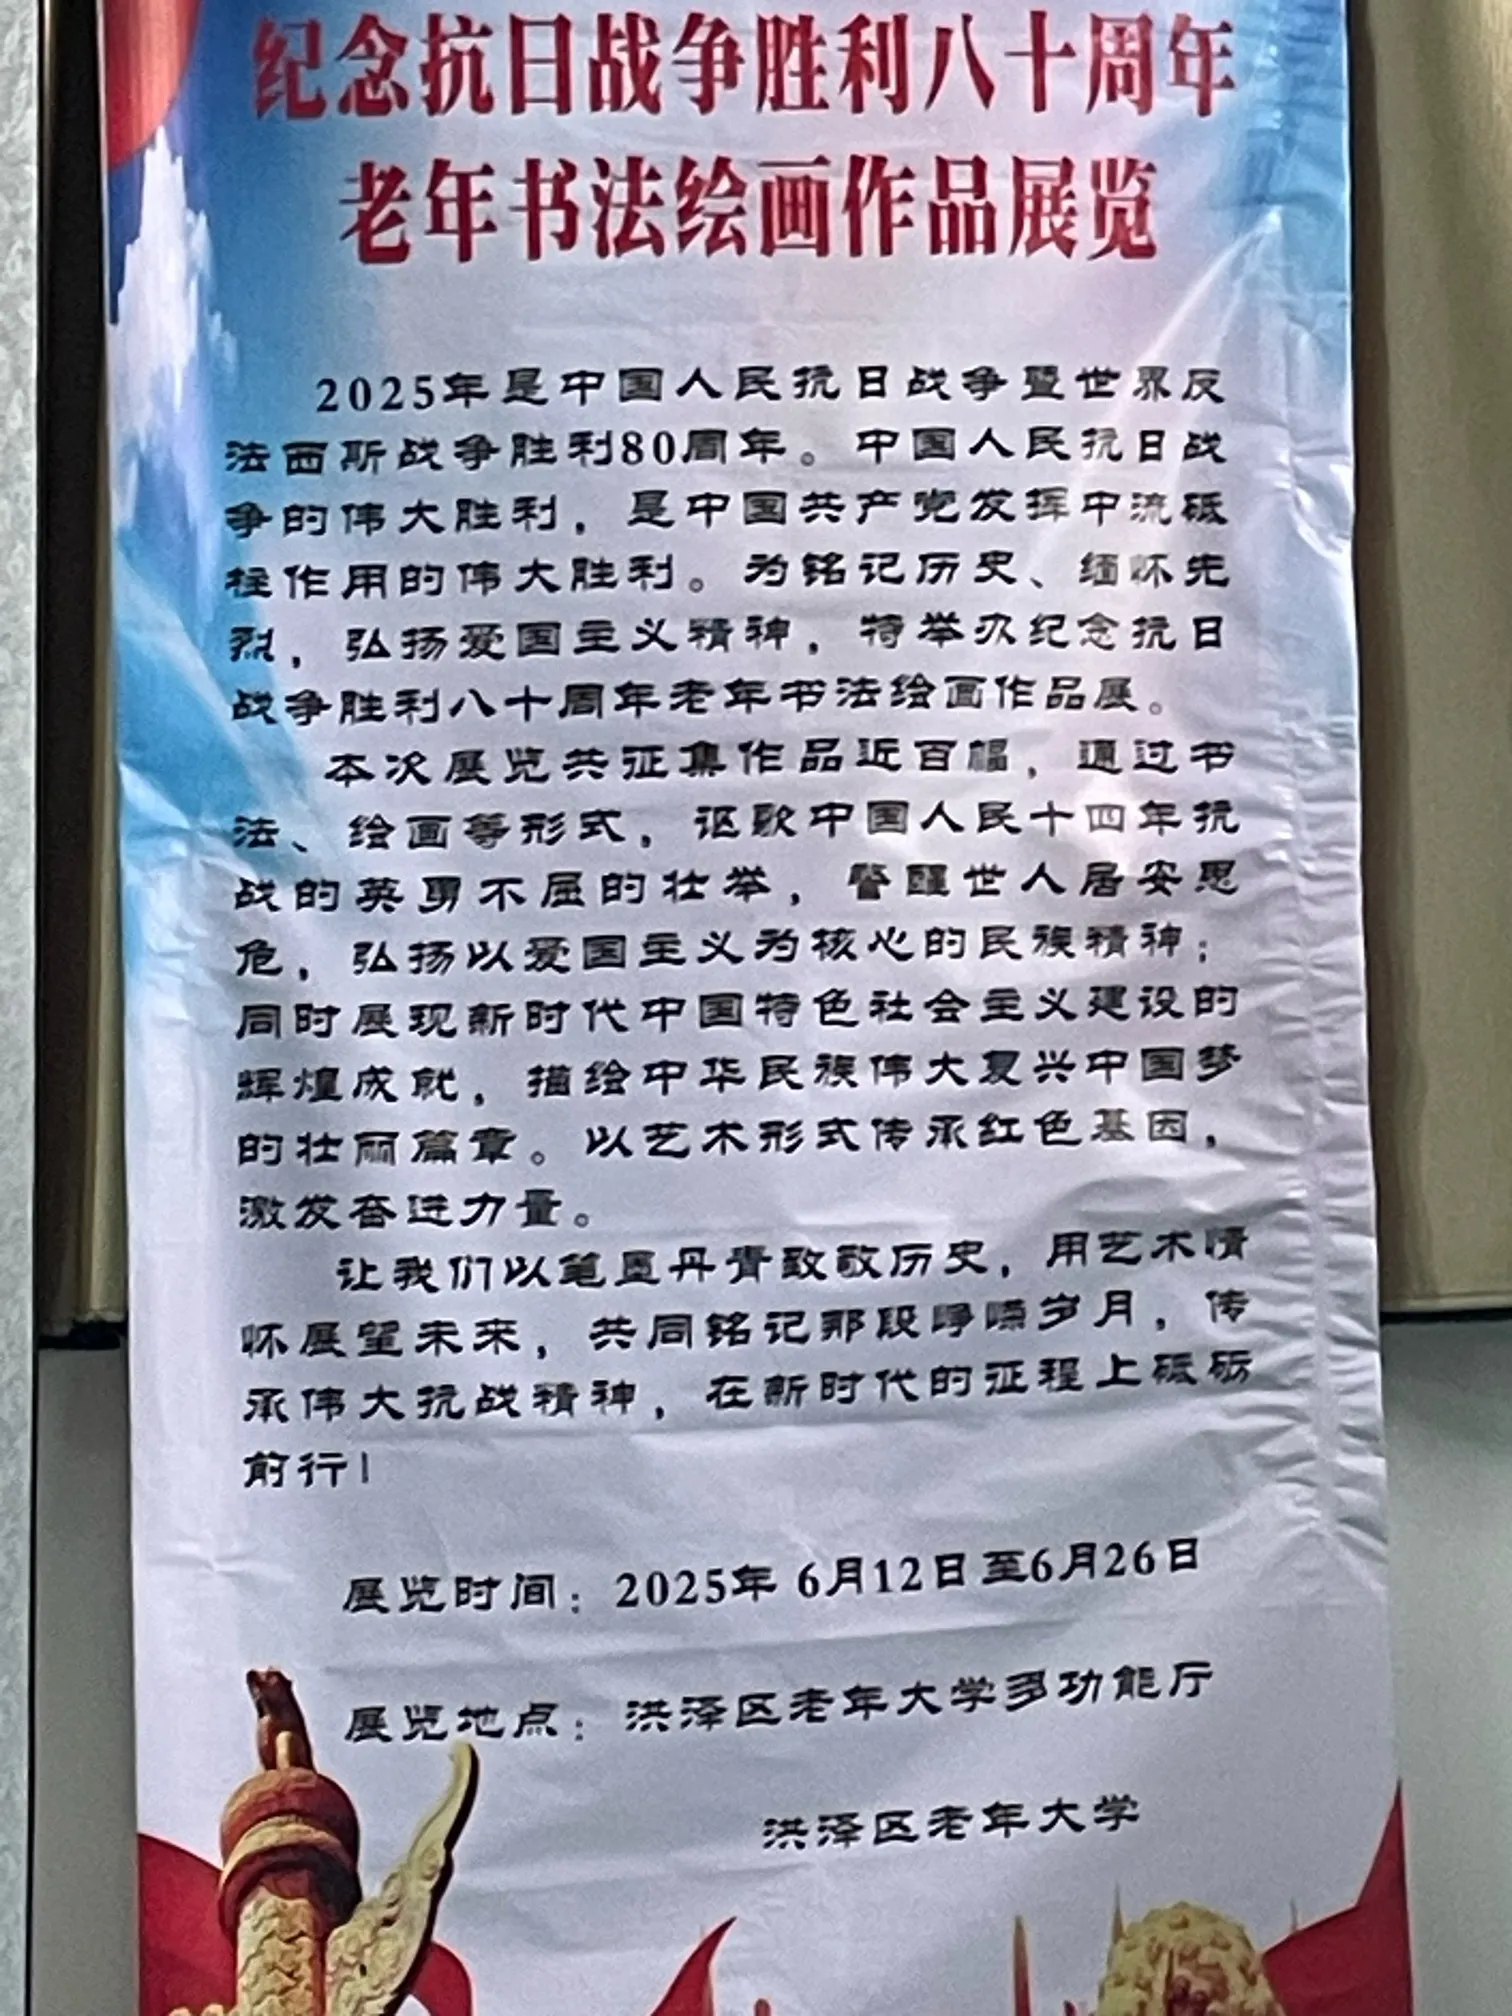 纪念抗日战争胜利八十周年
老年书法绘画作品展览
2025年是中国人民抗日战争暨世界反
法西斯战争胜利80周年。中国人民抗日战
争的伟大胜利，是中国共产党发挥中流砥
柱作用的伟大胜利。为铭记历史、缅怀先
烈，弘扬爱国主义精神，特举办纪念抗日
战争胜利八十周年老年书法绘画作品展。
本次展览共征集作品近百幅，通过书
法、绘画等形式，讴歌中国人民十四年抗
战的英勇不屈的壮举，警醒世人居安思
危，弘扬以爱国主义为核心的民族精神；
同时展现新时代中国特色社会主义建设的
辉煌成就，描绘中华民族伟大复兴中国梦
的壮丽篇章。以艺术形式传承红色基因，
激发奋进力量。
让我们以笔墨丹青致敬历史，用艺术情
怀展望未来，共同铭记那段峥嵘岁月，传
承伟大抗战精神，在新时代的征程上砥砺
前行！
展览时间：2025年 6月12日至6月26日
展览地点：洪泽区老年大学多功能厅
洪泽区老年大学